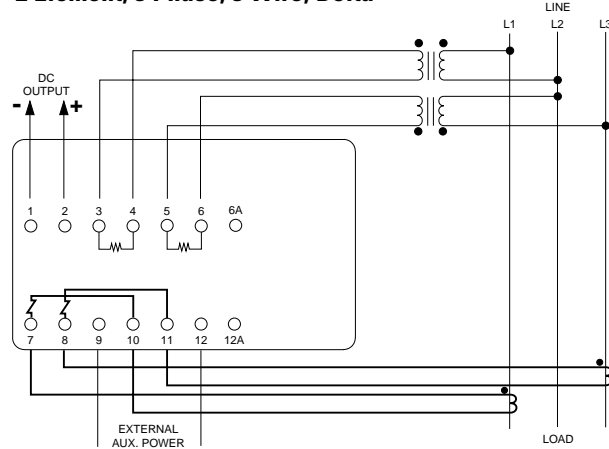 2 Element, 3 Phase, 3 Wire, Delta
LINE
L1 L2 L3
DC
OUTPUT
- +
1 2 3 4 5 6 6A
7 8 9 10 11 12 12A
EXTERNAL
AUX. POWER
LOAD